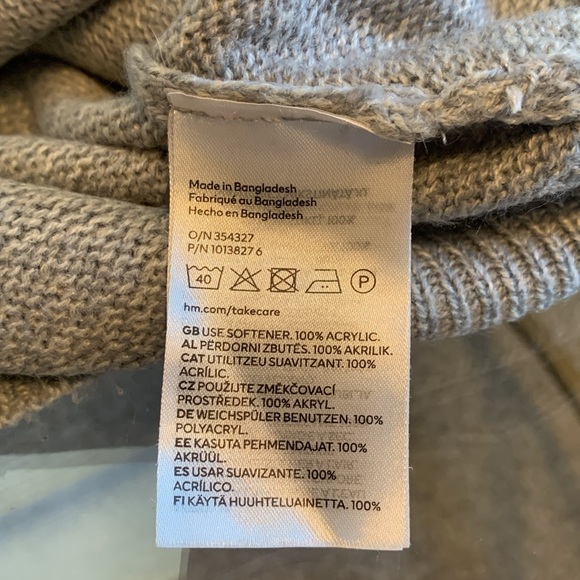 Made in Bangladesh
Fabriqué au Bangladesh
Hecho en Bangladesh
O/N 354327
P/N 1013827 6
40
P
hm.com/takecare
GB USE SOFTENER. 100% ACRYLIC.
AL PËRDORNI ZBUTËS. 100% AKRILIK.
CAT UTILITZEU SUAVITZANT. 100%
ACRÍLIC.
CZ POUŽIJTE ZMĚKČOVACÍ
PROSTŘEDEK. 100% AKRYL.
DE WEICHSPÜLER BENUTZEN. 100%
POLYACRYL.
EE KASUTA PEHMENDAJAT. 100%
AKRÜÜL.
ES USAR SUAVIZANTE. 100%
ACRÍLICO.
FI KÄYTÄ HUUHTELUAINETTA. 100%